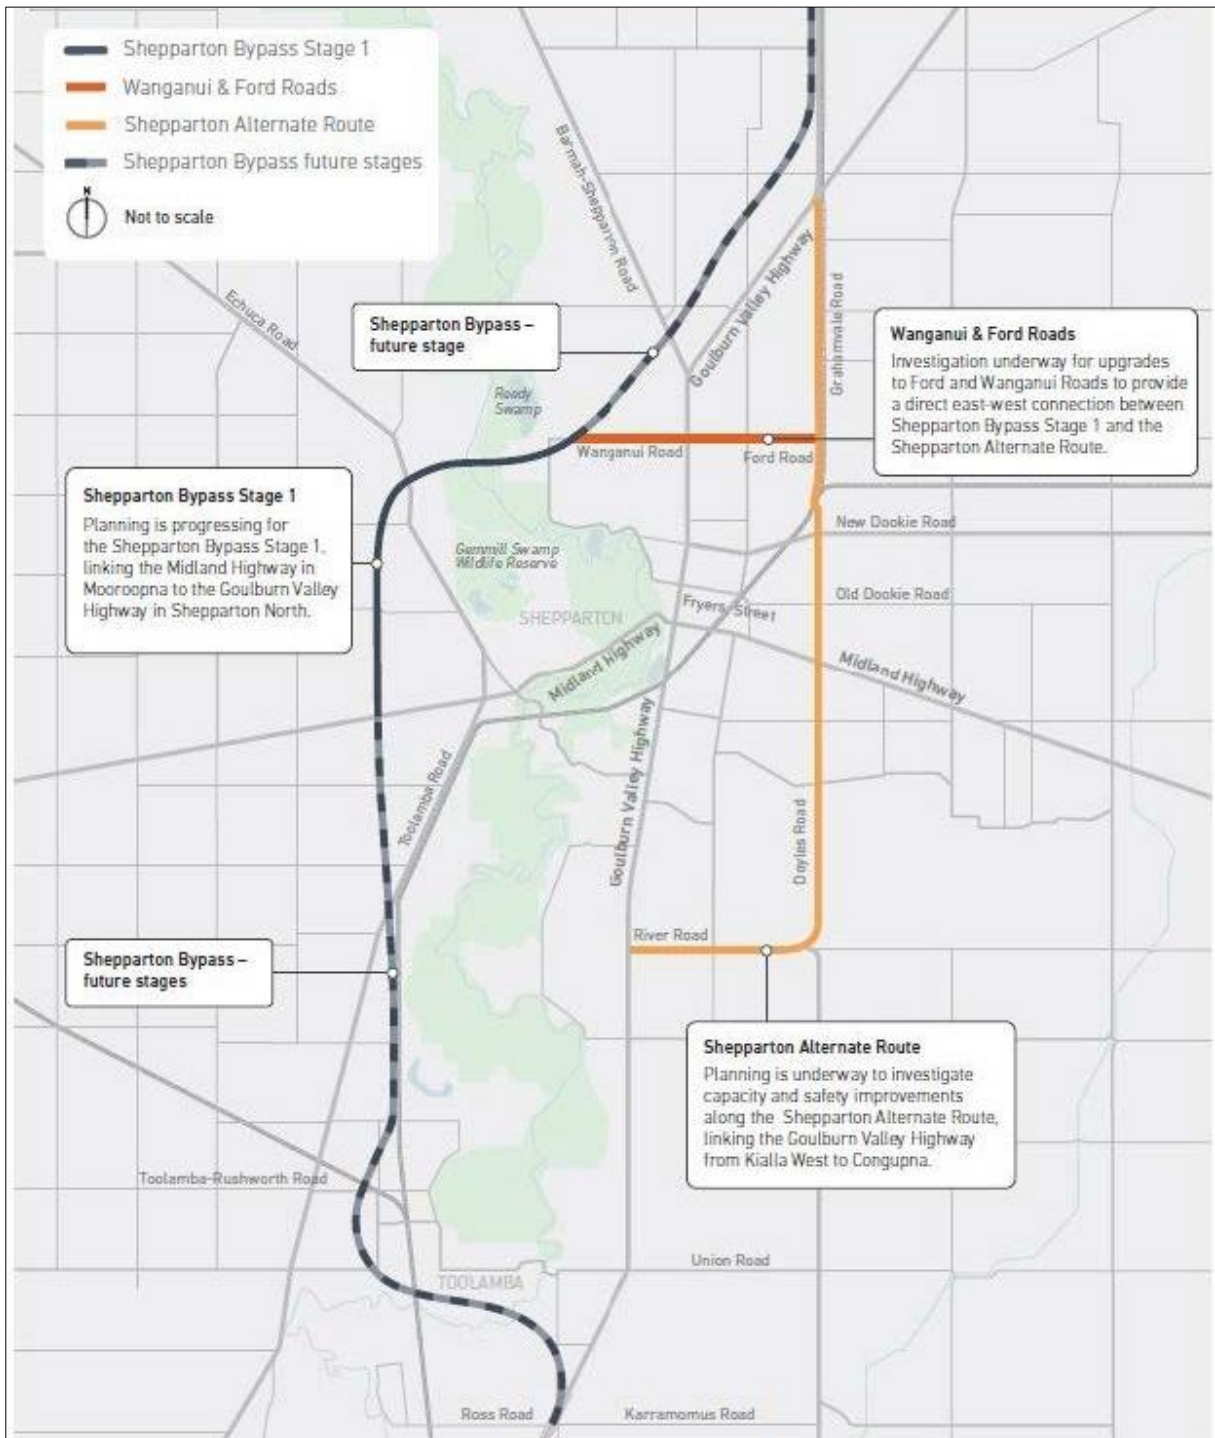 Shepparton Bypass Stage 1
Wanganui & Ford Roads
Shepparton Alternate Route
Shepparton Bypass future stages
N
Not to scale
Barmah-Shepparton Road
Echuca Road
Goulburn Valley Highway
Grahamvale Road
Shepparton Bypass –
future stage
Wanganui & Ford Roads
Investigation underway for upgrades
to Ford and Wanganui Roads to provide
a direct east-west connection between
Shepparton Bypass Stage 1 and the
Shepparton Alternate Route.
Reedy
Swamp
Wanganui Road
Ford Road
Shepparton Bypass Stage 1
Planning is progressing for
the Shepparton Bypass Stage 1,
linking the Midland Highway in
Mooroopna to the Goulburn Valley
Highway in Shepparton North.
New Dookie Road
Gemmill Swamp
Wildlife Reserve
Old Dookie Road
Fryers Street
SHEPPARTON
Midland highway
Midland Highway
Goulburn Valley Highway
Toolamba Road
Doyles Road
River Road
Shepparton Bypass –
future stages
Shepparton Alternate Route
Planning is underway to investigate
capacity and safety improvements
along the Shepparton Alternate Route,
linking the Goulburn Valley Highway
from Kialla West to Congupna.
Toolamba-Rushworth Road
Union Road
TOOLAMBA
Ross Road
Karramomus Road